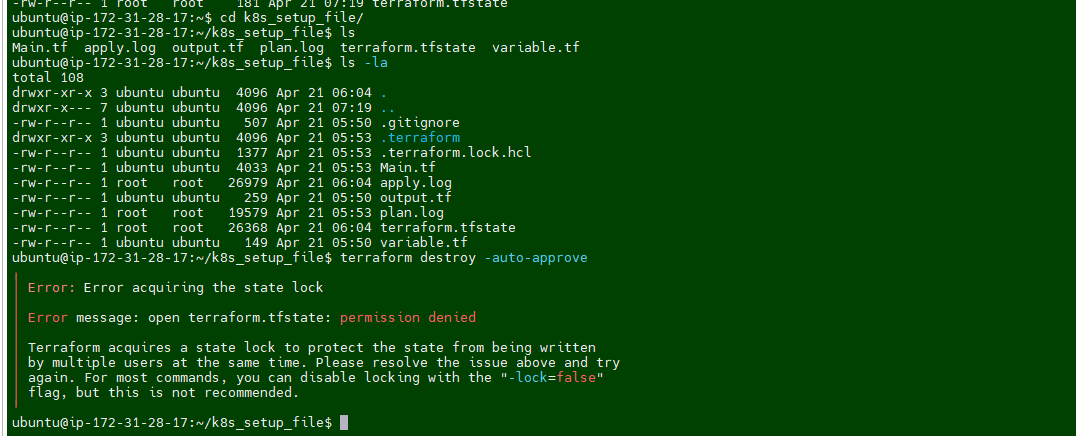 -rw-r--r-- 1 root   root    181 Apr 21 07:19 terraform.tfstate
ubuntu@ip-172-31-28-17:~$ cd k8s_setup_file/
ubuntu@ip-172-31-28-17:~/k8s_setup_file$ ls
Main.tf  apply.log  output.tf  plan.log  terraform.tfstate  variable.tf
ubuntu@ip-172-31-28-17:~/k8s_setup_file$ ls -la
total 108
drwxr-xr-x 3 ubuntu ubuntu  4096 Apr 21 06:04 .
drwxr-x--- 7 ubuntu ubuntu  4096 Apr 21 07:19 ..
-rw-r--r-- 1 ubuntu ubuntu   507 Apr 21 05:50 .gitignore
drwxr-xr-x 3 ubuntu ubuntu  4096 Apr 21 05:53 .terraform
-rw-r--r-- 1 ubuntu ubuntu  1377 Apr 21 05:53 .terraform.lock.hcl
-rw-r--r-- 1 ubuntu ubuntu  4033 Apr 21 05:53 Main.tf
-rw-r--r-- 1 root   root   26979 Apr 21 06:04 apply.log
-rw-r--r-- 1 ubuntu ubuntu   259 Apr 21 05:50 output.tf
-rw-r--r-- 1 root   root   19579 Apr 21 05:53 plan.log
-rw-r--r-- 1 root   root   26368 Apr 21 06:04 terraform.tfstate
-rw-r--r-- 1 ubuntu ubuntu   149 Apr 21 05:50 variable.tf
ubuntu@ip-172-31-28-17:~/k8s_setup_file$ terraform destroy -auto-approve
Error: Error acquiring the state lock
Error message: open terraform.tfstate: permission denied
Terraform acquires a state lock to protect the state from being written
by multiple users at the same time. Please resolve the issue above and try
again. For most commands, you can disable locking with the "-lock=false"
flag, but this is not recommended.
ubuntu@ip-172-31-28-17:~/k8s_setup_file$